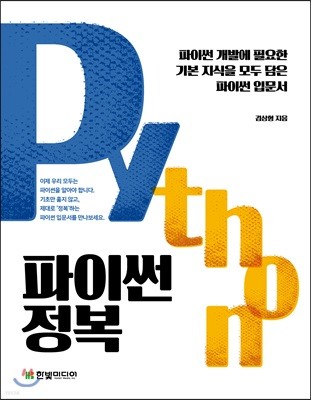 파이썬 개발에 필요한
기본 지식을 모두 담은
파이썬 입문서
김상형 지음
Python
이제 우리 모두는
파이썬을 알아야 합니다.
기초만 훑지 않고,
제대로 '정복'하는
파이썬 입문서를 만나보세요.
파이썬
정복
한빛미디어
Hanbit Media, Inc.